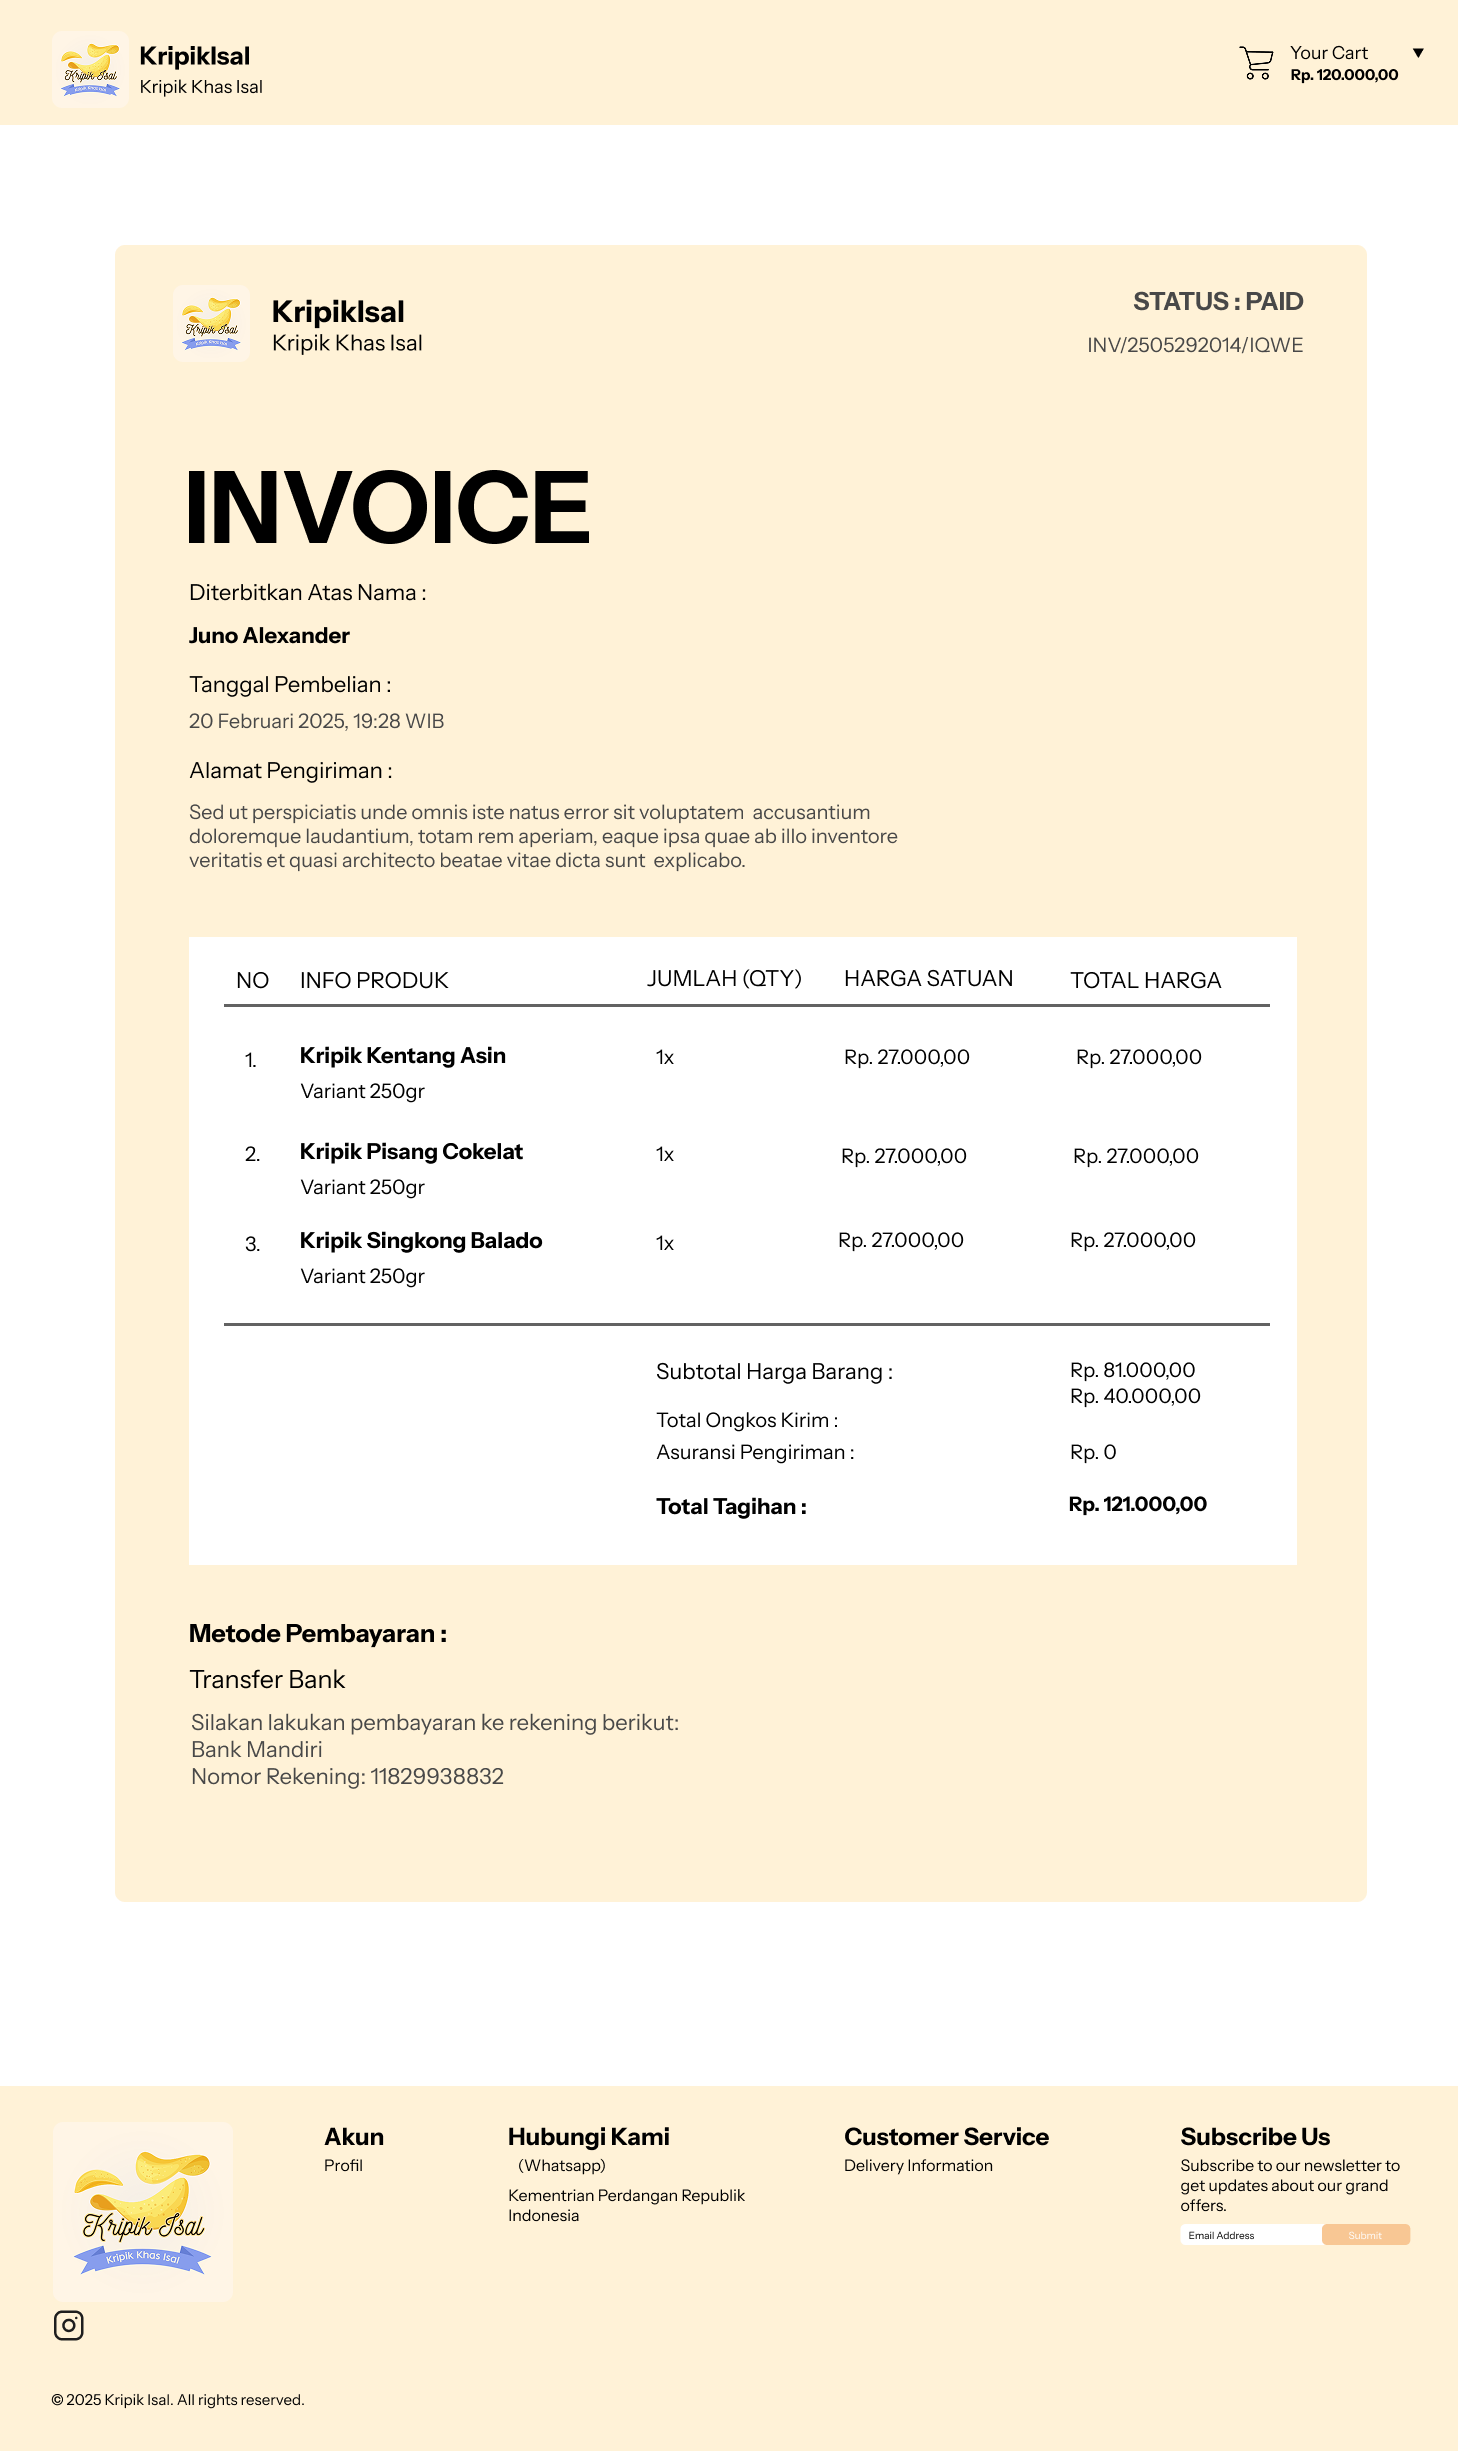 Kripik Isal
Kripik Khas Isal
KripikIsal
Kripik Khas Isal
Your Cart ▼
Rp. 120.000,00
Kripik Isal
Kripik Khas Isal
KripikIsal
Kripik Khas Isal
STATUS : PAID
INV/2505292014/IQWE
INVOICE
Diterbitkan Atas Nama :
Juno Alexander
Tanggal Pembelian :
20 Februari 2025, 19:28 WIB
Alamat Pengiriman :
Sed ut perspiciatis unde omnis iste natus error sit voluptatem accusantium
doloremque laudantium, totam rem aperiam, eaque ipsa quae ab illo inventore
veritatis et quasi architecto beatae vitae dicta sunt explicabo.
NO INFO PRODUK JUMLAH (QTY) HARGA SATUAN TOTAL HARGA
1. Kripik Kentang Asin 1x Rp. 27.000,00 Rp. 27.000,00
Variant 250gr
2. Kripik Pisang Cokelat 1x Rp. 27.000,00 Rp. 27.000,00
Variant 250gr
3. Kripik Singkong Balado 1x Rp. 27.000,00 Rp. 27.000,00
Variant 250gr
Subtotal Harga Barang : Rp. 81.000,00
Rp. 40.000,00
Total Ongkos Kirim :
Asuransi Pengiriman : Rp. 0
Total Tagihan : Rp. 121.000,00
Metode Pembayaran :
Transfer Bank
Silakan lakukan pembayaran ke rekening berikut:
Bank Mandiri
Nomor Rekening: 11829938832
Kripik Isal
Kripik Khas Isal
Akun
Profil
Hubungi Kami
(Whatsapp)
Kementrian Perdangan Republik
Indonesia
Customer Service
Delivery Information
Subscribe Us
Subscribe to our newsletter to
get updates about our grand
offers.
Email Address Submit
© 2025 Kripik Isal. All rights reserved.